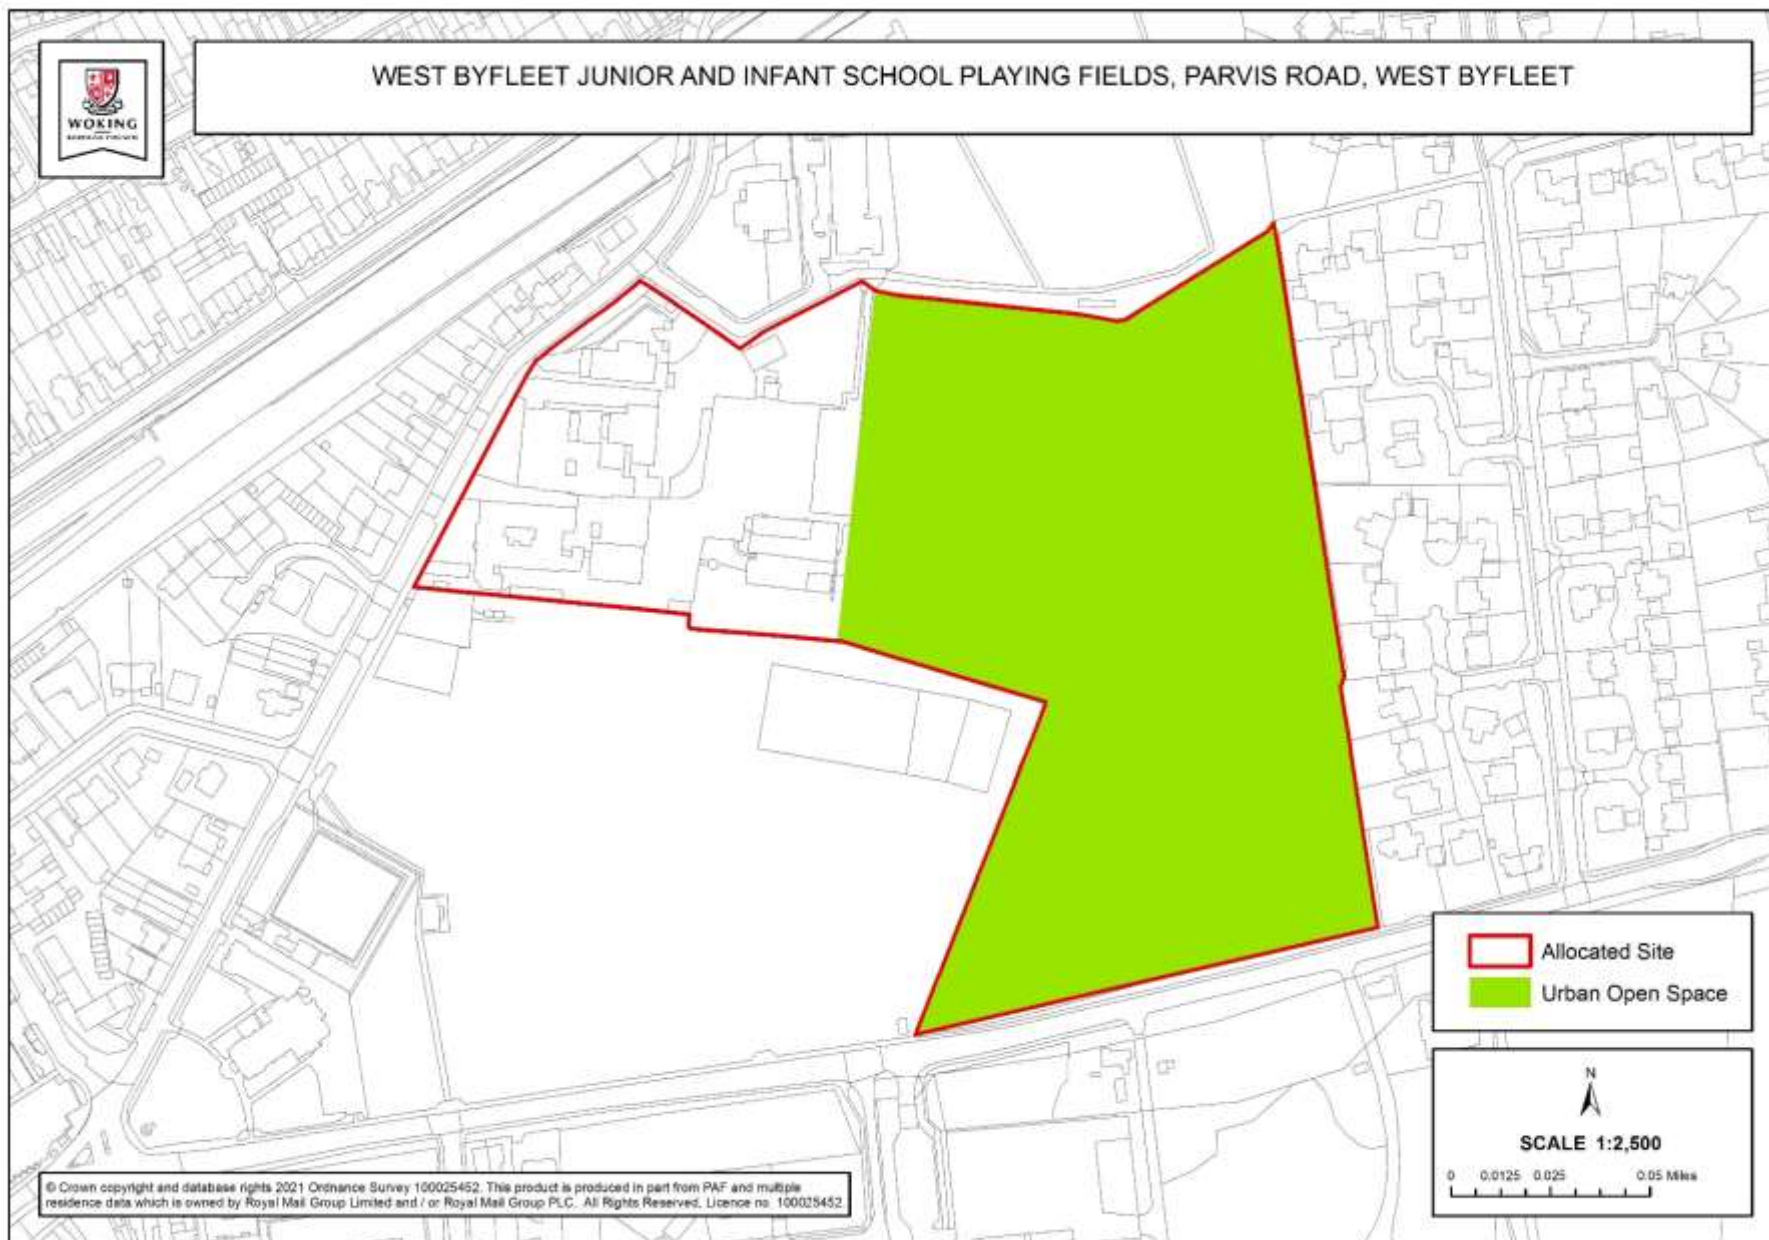 WEST BYFLEET JUNIOR AND INFANT SCHOOL PLAYING FIELDS, PARVIS ROAD, WEST BYFLEET
WOKING
BOROUGH COUNCIL
Allocated Site
Urban Open Space
N
SCALE 1:2,500
0 0.0125 0.025 0.05 Miles
© Crown copyright and database rights 2021 Ordnance Survey 100025452. This product is produced in part from PAF and multiple
residence data which is owned by Royal Mail Group Limited and / or Royal Mail Group PLC. All Rights Reserved, Licence no. 100025452